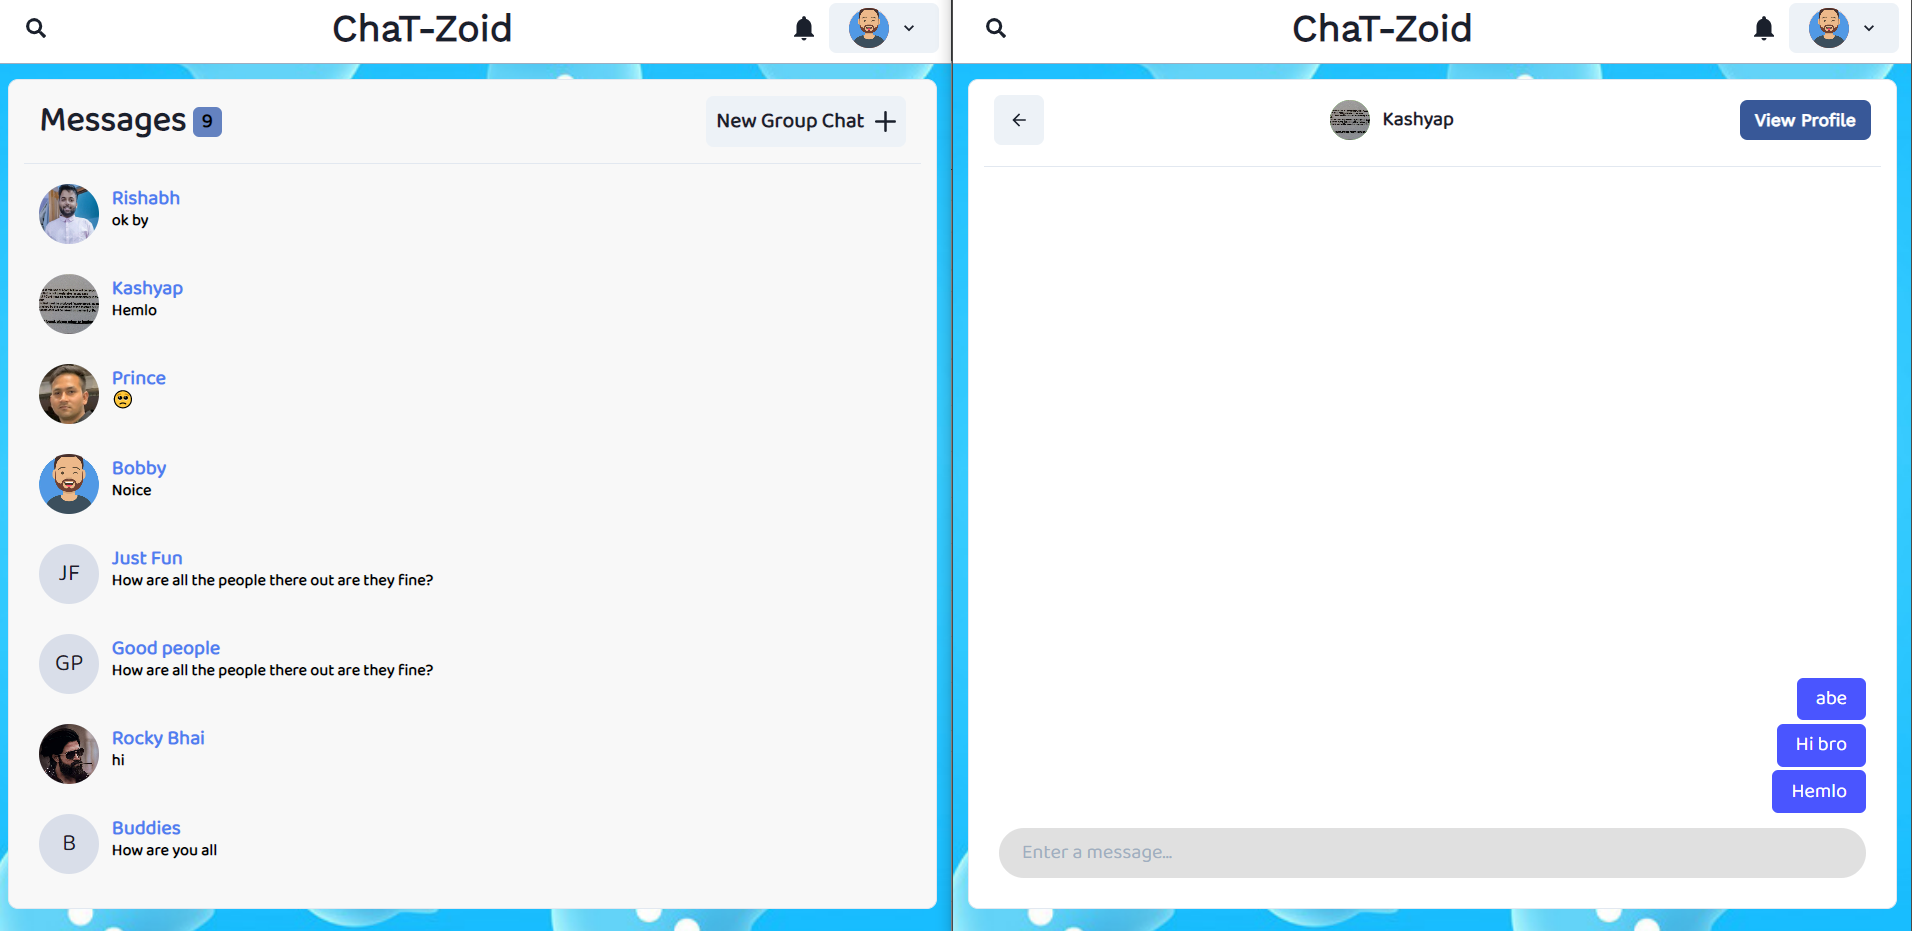 ChaT-Zoid
Messages 9
New Group Chat
Rishabh
ok by
Kashyap
Hemlo
Prince
🥺
Bobby
Noice
JF
Just Fun
How are all the people there out are they fine?
GP
Good people
How are all the people there out are they fine?
Rocky Bhai
hi
B
Buddies
How are you all
ChaT-Zoid
Kashyap
View Profile
abe
Hi bro
Hemlo
Enter a message...